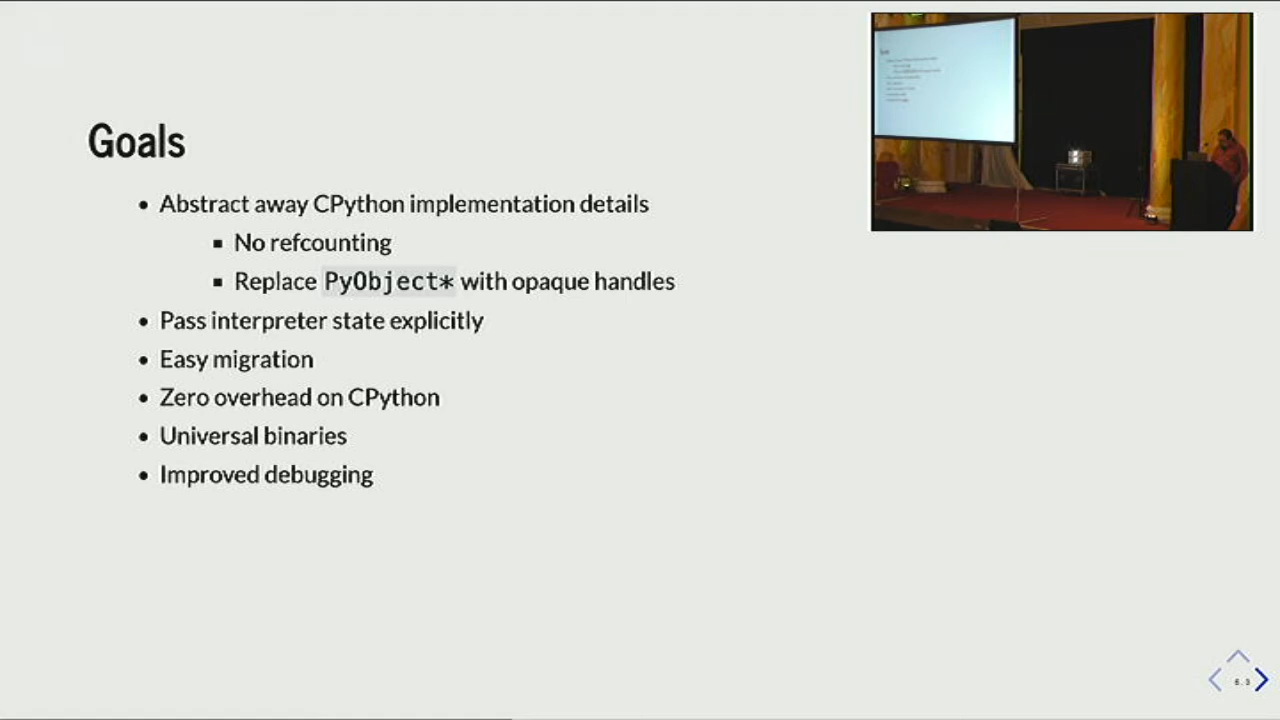 Goals
• Abstract away CPython implementation details
▪ No refcounting
▪ Replace PyObject* with opaque handles
• Pass interpreter state explicitly
• Easy migration
• Zero overhead on CPython
• Universal binaries
• Improved debugging